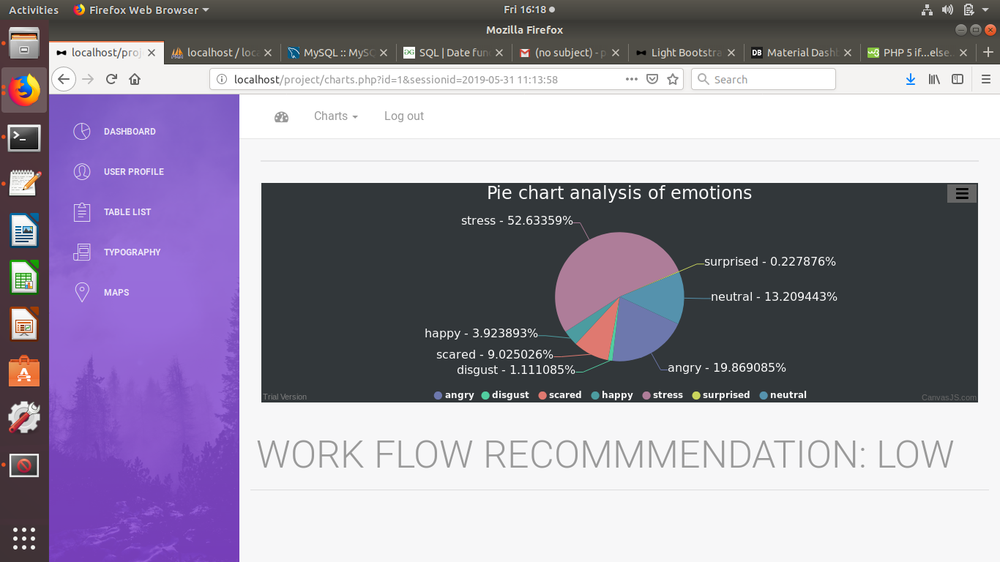 Activities Firefox Web Browser Fri 16:18
Mozilla Firefox
localhost/proj localhost / loca MySQL :: MySQ SQL | Date fun (no subject) - p Light Bootstra Material Dash PHP 5 if...else..
localhost/project/charts.php?id=1&sessionid=2019-05-31 11:13:58 Search
DASHBOARD
USER PROFILE
TABLE LIST
TYPOGRAPHY
MAPS
Charts Log out
Pie chart analysis of emotions
stress - 52.63359%
surprised - 0.227876%
neutral - 13.209443%
happy - 3.923893%
scared - 9.025026%
disgust - 1.111085%
angry - 19.869085%
angry disgust scared happy stress surprised neutral
Trial Version CanvasJS.com
WORK FLOW RECOMMMENDATION: LOW